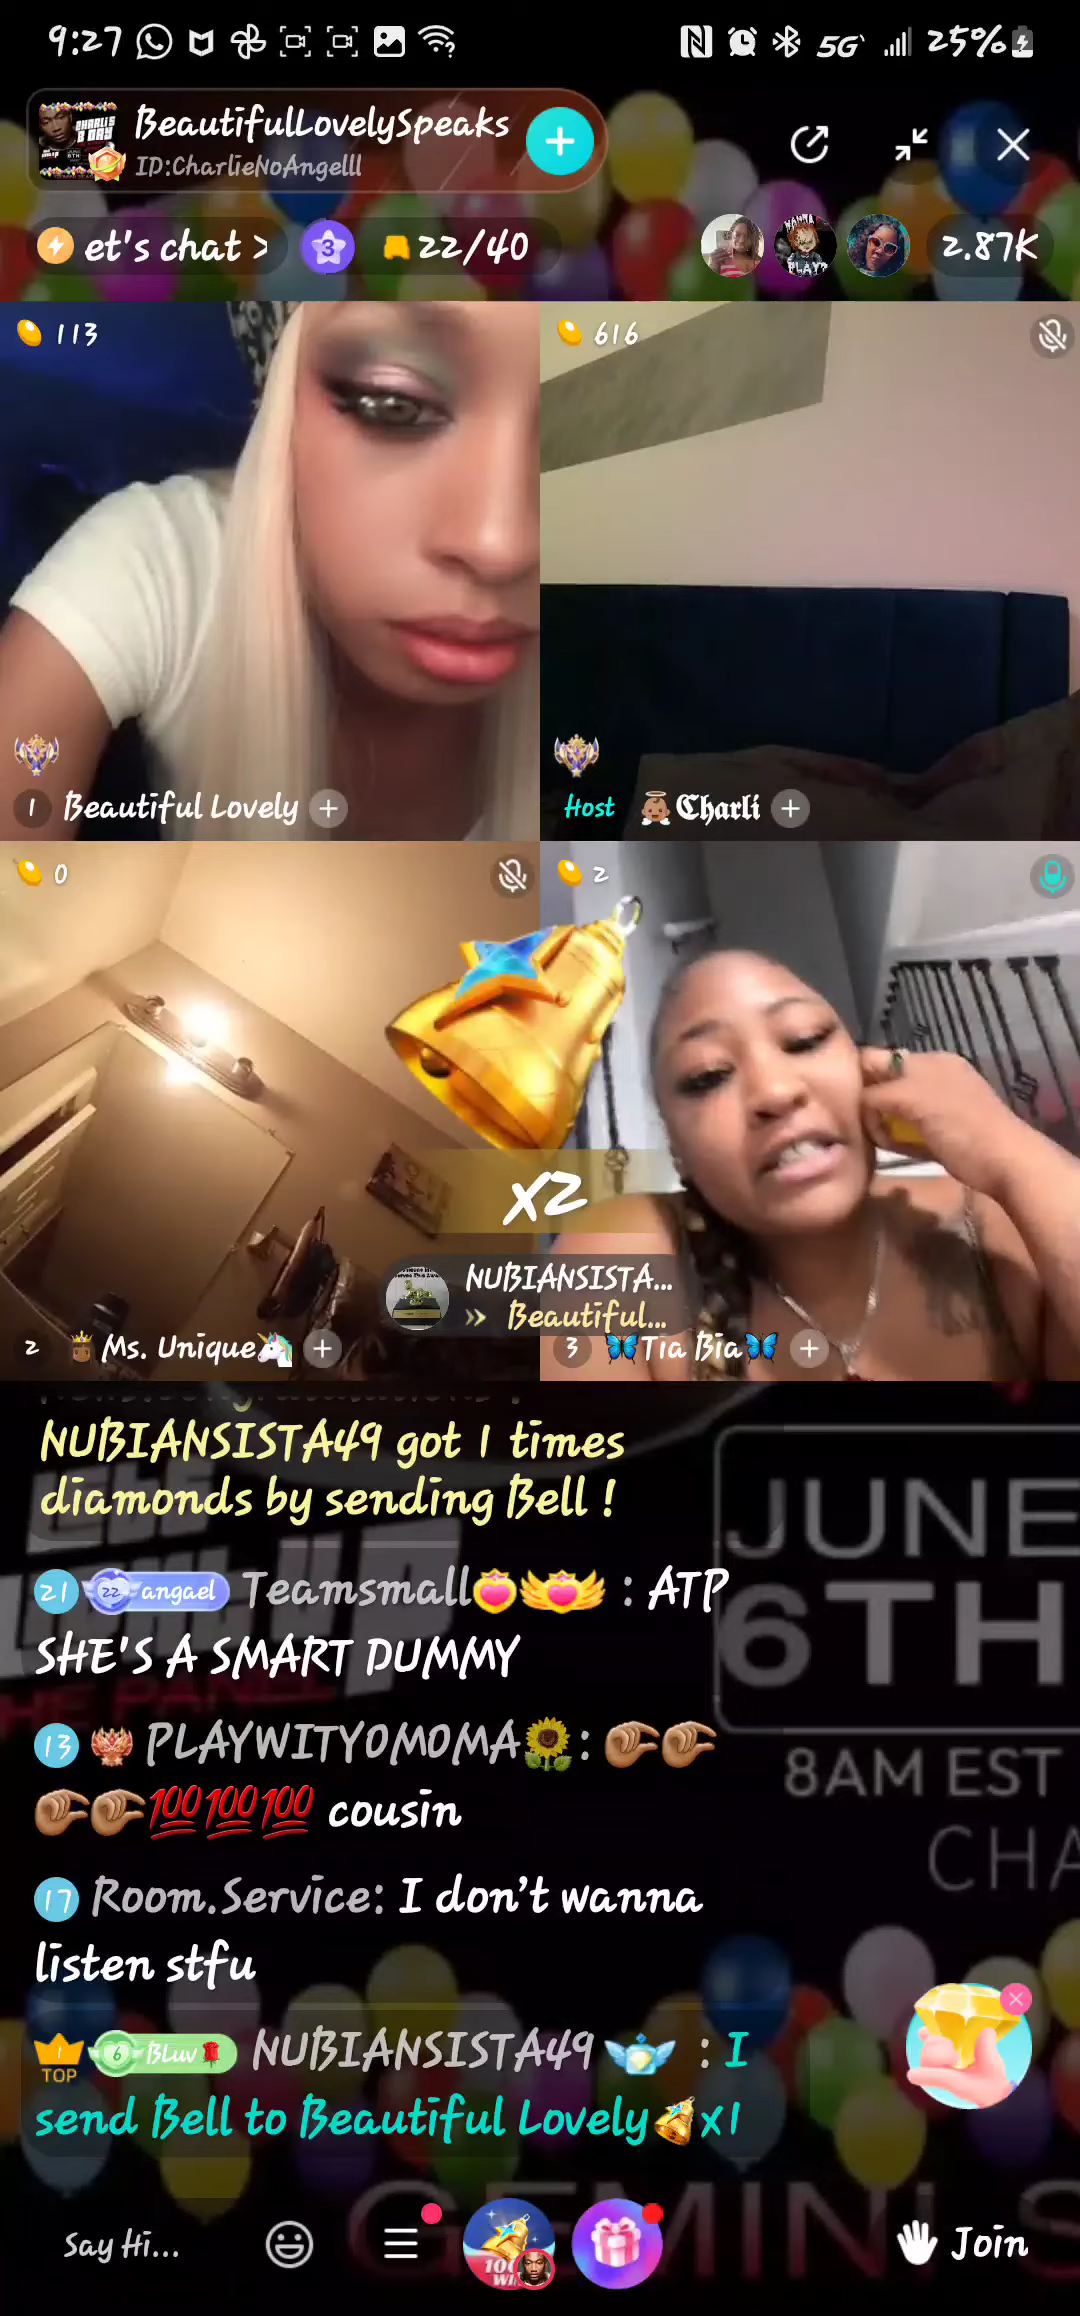 9:27
5G
25%
BeautifulLovelySpeaks
ID:CharlieNoAngelll
et's chat >
3
22/40
2.87K
113
616
1 Beautiful Lovely +
Host 👼🏽𝕮𝖍𝖆𝖗𝖑𝖎 +
0
2
X2
NUBIANSISTA...
» Beautiful...
2 👸🏾Ms. Unique🦄 +
3 🦋Tia Bia🦋 +
NUBIANSISTA49 got 1 times
diamonds by sending Bell !
21 22 angael Teamsmall : ATP
SHE'S A SMART DUMMY
13 PLAYWITYOMOMA🌻: 🫴🏽🫴🏽
🫴🏽🫴🏽💯💯💯 cousin
17 Room.Service: I don't wanna
listen stfu
1 TOP 6 BLuv🌹 NUBIANSISTA49 : I
send Bell to Beautiful Lovely x1
JUNE
6TH
8AM EST
CHA
GEMINI S
Say Hi...
Join